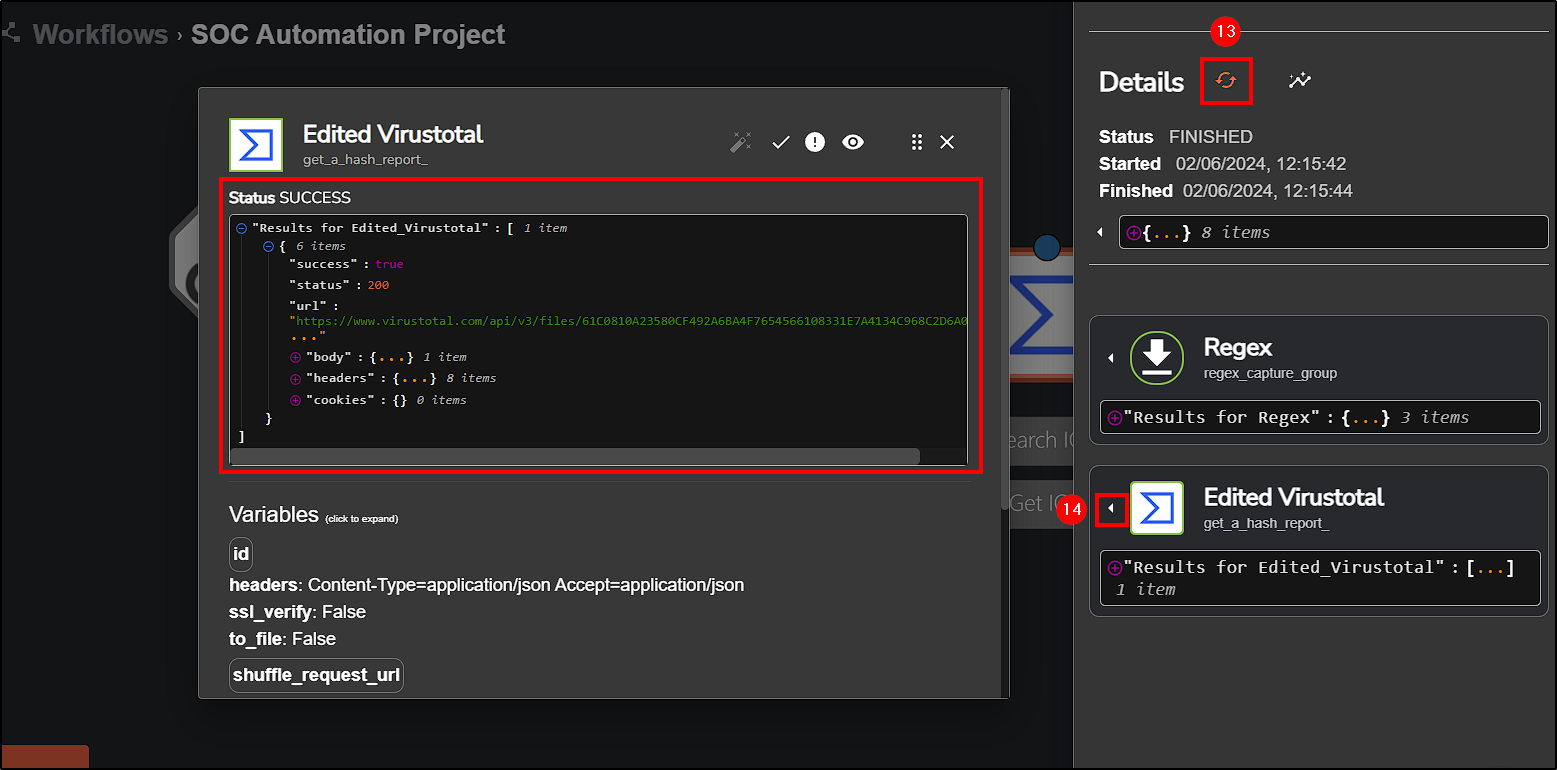 Workflows › SOC Automation Project
Edited Virustotal
get_a_hash_report_
Status SUCCESS
"Results for Edited_Virustotal" : [ 1 item
{ 6 items
"success" : true
"status" : 200
"url" :
"https://www.virustotal.com/api/v3/files/61C0810A23580CF492A6BA4F7654566108331E7A4134C968C2D6A0
..."
"body" : {...} 1 item
"headers" : {...} 8 items
"cookies" : {} 0 items
}
]
Variables (click to expand)
id
headers: Content-Type=application/json Accept=application/json
ssl_verify: False
to_file: False
shuffle_request_url
earch IO
Get IO
13
Details
Status FINISHED
Started 02/06/2024, 12:15:42
Finished 02/06/2024, 12:15:44
{...} 8 items
Regex
regex_capture_group
"Results for Regex" : {...} 3 items
14
Edited Virustotal
get_a_hash_report_
"Results for Edited_Virustotal" : [...]
1 item